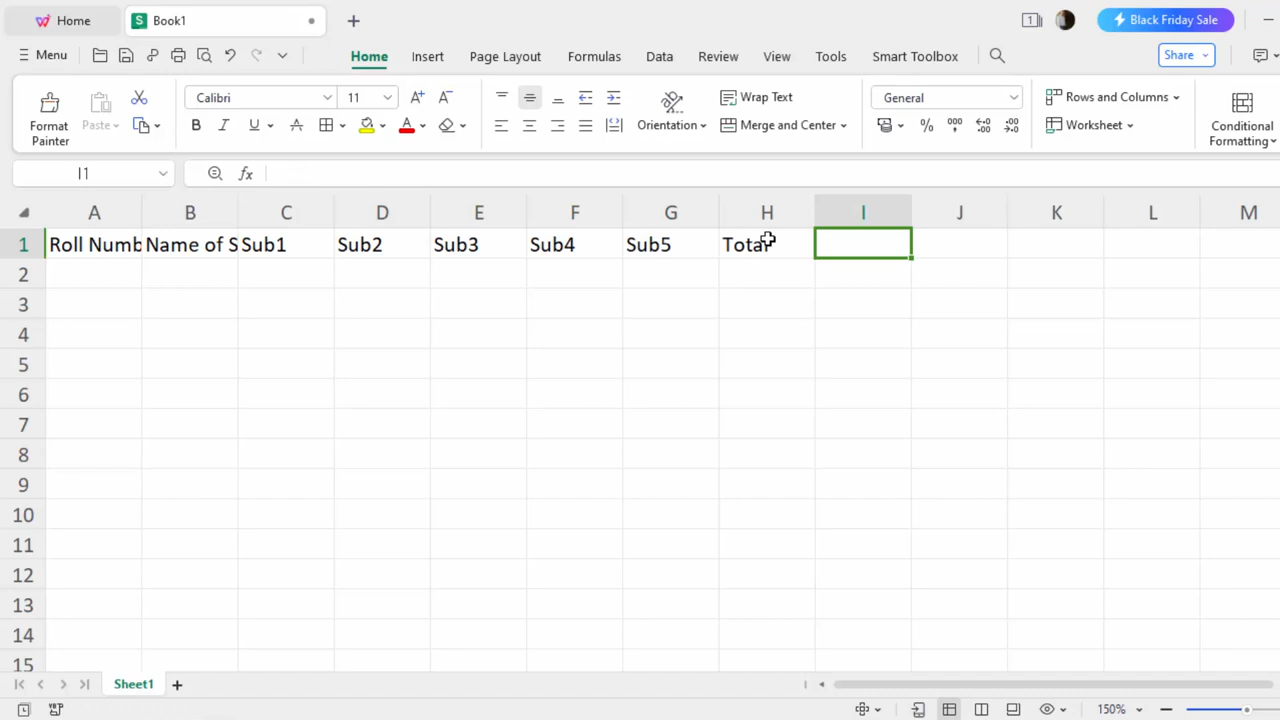 Home Book1 1 Black Friday Sale
Menu Home Insert Page Layout Formulas Data Review View Tools Smart Toolbox Share
Calibri 11 A+ A- Wrap Text General Rows and Columns
Format Painter Paste B I U A A Orientation Merge and Center % Worksheet Conditional Formatting
I1 fx
A B C D E F G H I J K L M
1 Roll Numb Name of S Sub1 Sub2 Sub3 Sub4 Sub5 Total
2
3
4
5
6
7
8
9
10
11
12
13
14
15
Sheet1
150%